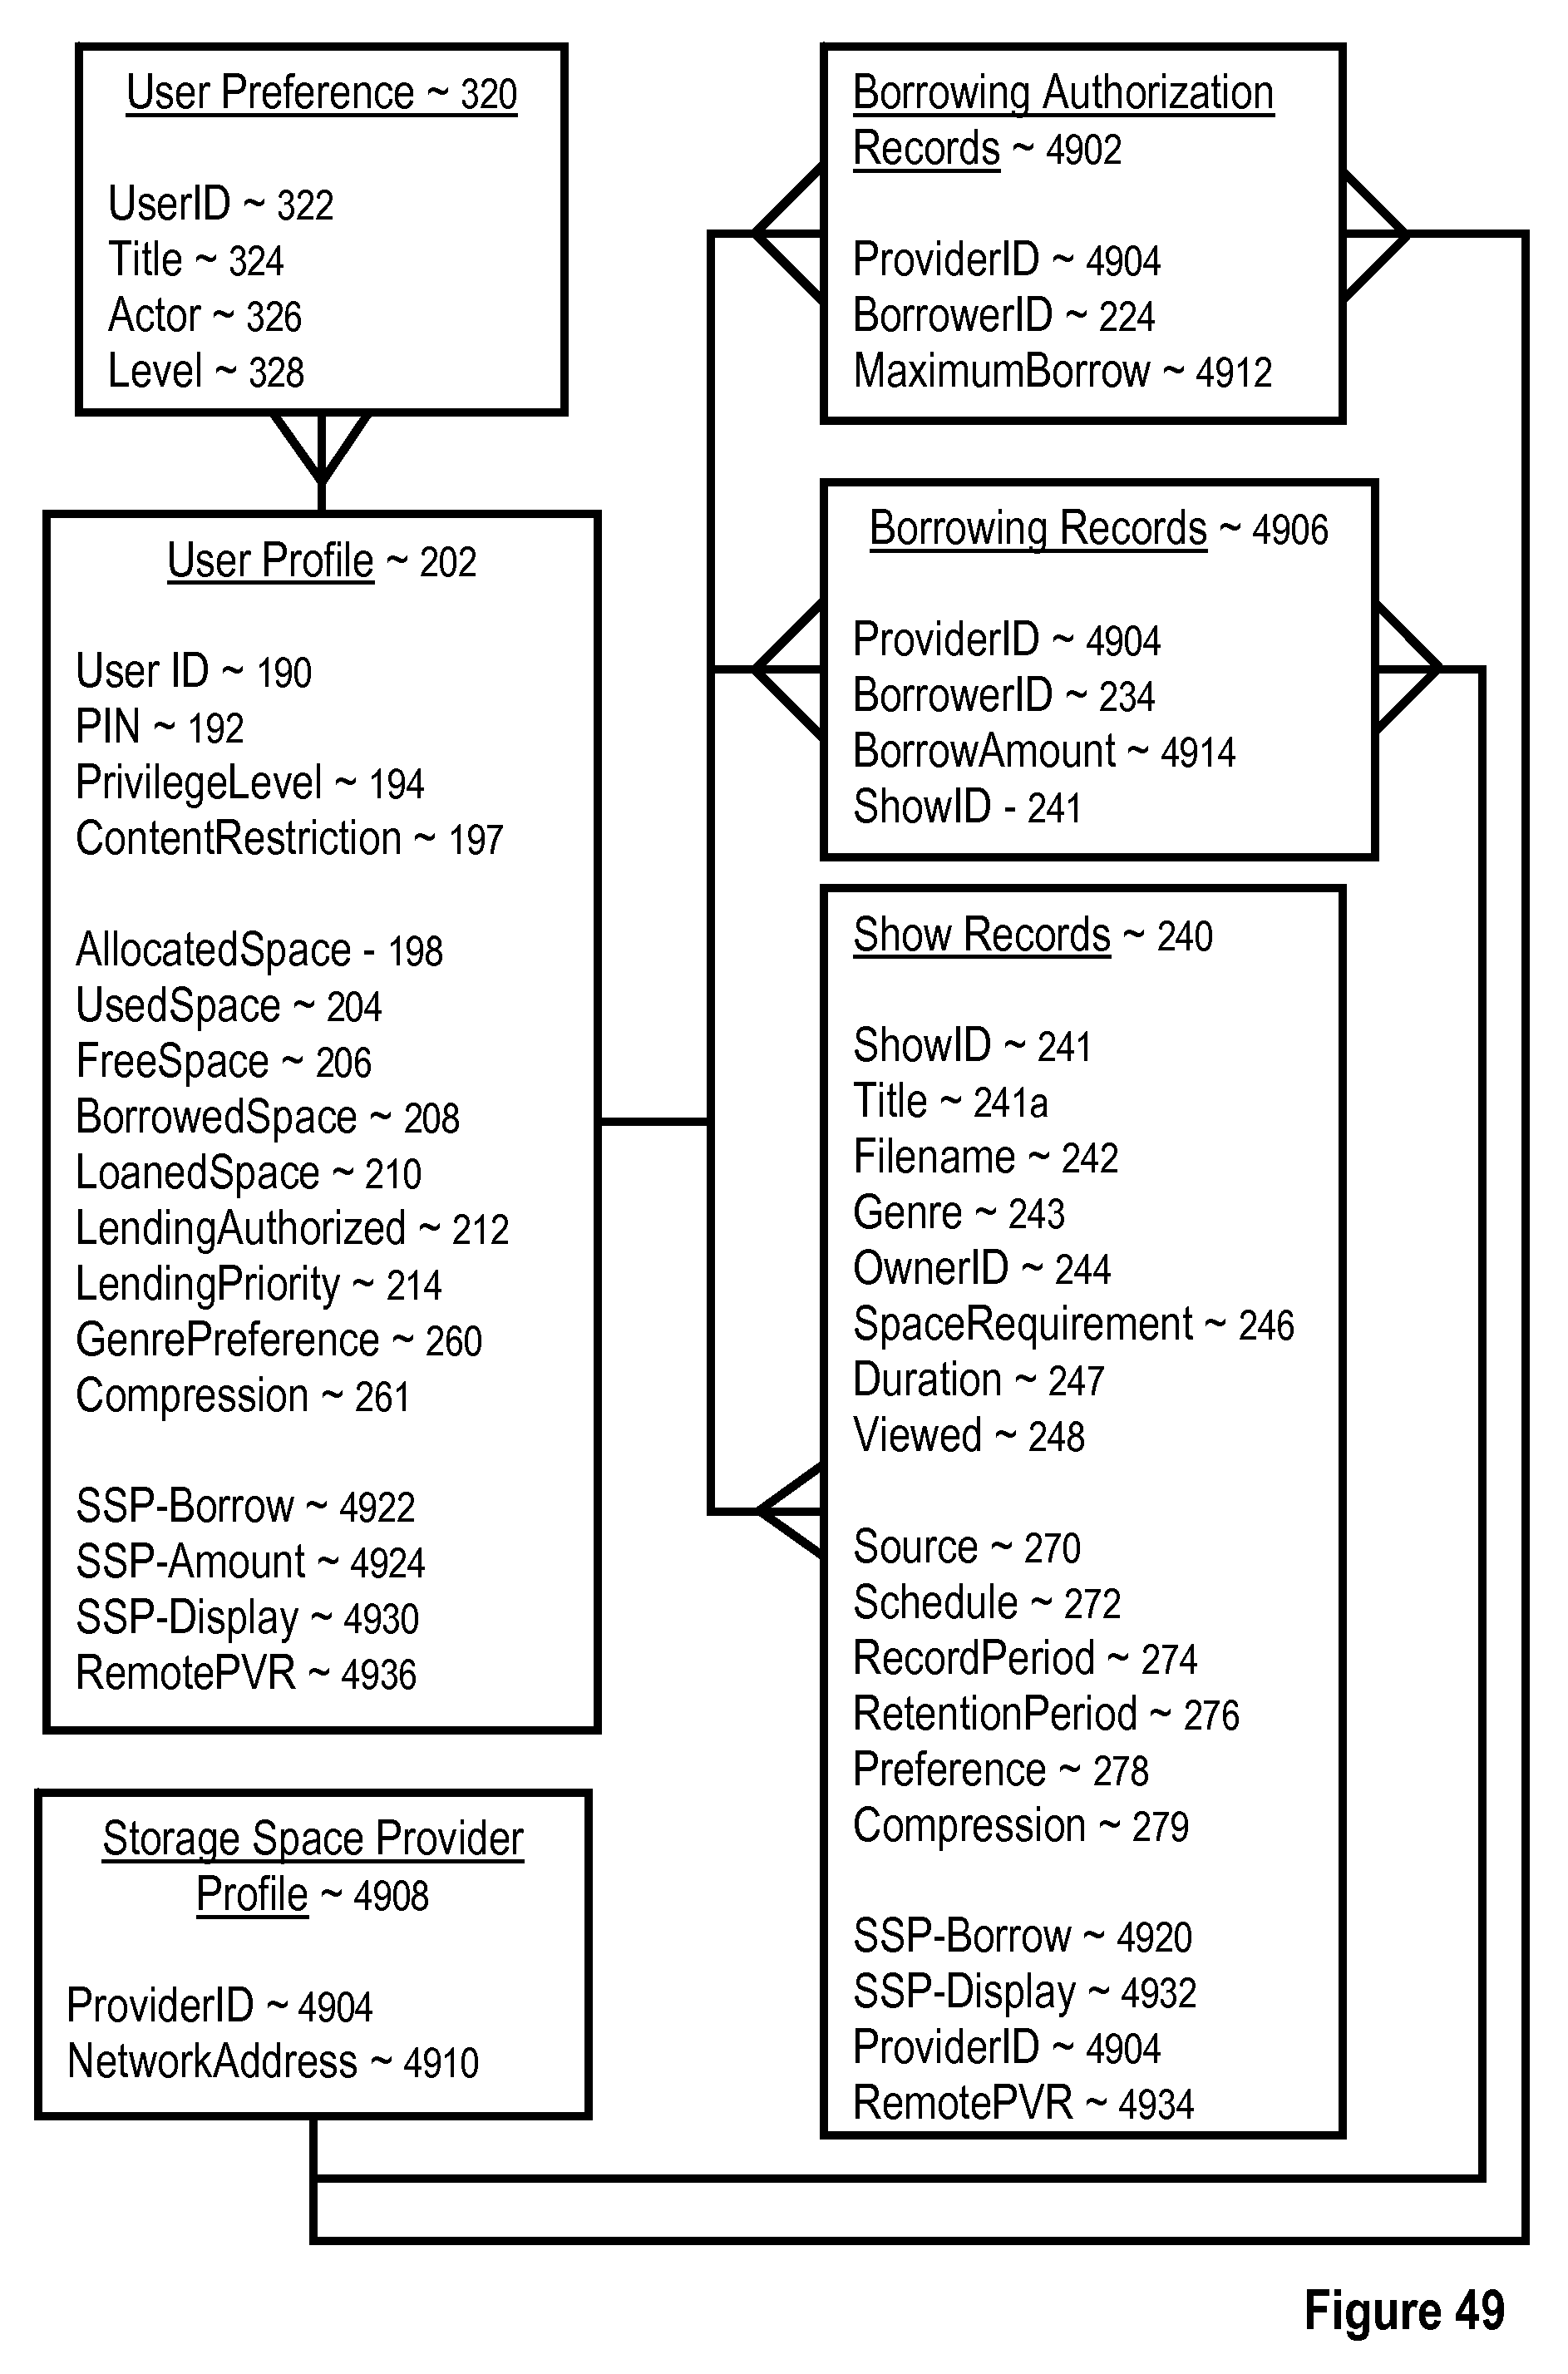 User Preference ~ 320
UserID ~ 322
Title ~ 324
Actor ~ 326
Level ~ 328
User Profile ~ 202
User ID ~ 190
PIN ~ 192
PrivilegeLevel ~ 194
ContentRestriction ~ 197
AllocatedSpace - 198
UsedSpace ~ 204
FreeSpace ~ 206
BorrowedSpace ~ 208
LoanedSpace ~ 210
LendingAuthorized ~ 212
LendingPriority ~ 214
GenrePreference ~ 260
Compression ~ 261
SSP-Borrow ~ 4922
SSP-Amount ~ 4924
SSP-Display ~ 4930
RemotePVR ~ 4936
Storage Space Provider
Profile ~ 4908
ProviderID ~ 4904
NetworkAddress ~ 4910
Borrowing Authorization
Records ~ 4902
ProviderID ~ 4904
BorrowerID ~ 224
MaximumBorrow ~ 4912
Borrowing Records ~ 4906
ProviderID ~ 4904
BorrowerID ~ 234
BorrowAmount ~ 4914
ShowID - 241
Show Records ~ 240
ShowID ~ 241
Title ~ 241a
Filename ~ 242
Genre ~ 243
OwnerID ~ 244
SpaceRequirement ~ 246
Duration ~ 247
Viewed ~ 248
Source ~ 270
Schedule ~ 272
RecordPeriod ~ 274
RetentionPeriod ~ 276
Preference ~ 278
Compression ~ 279
SSP-Borrow ~ 4920
SSP-Display ~ 4932
ProviderID ~ 4904
RemotePVR ~ 4934
Figure 49